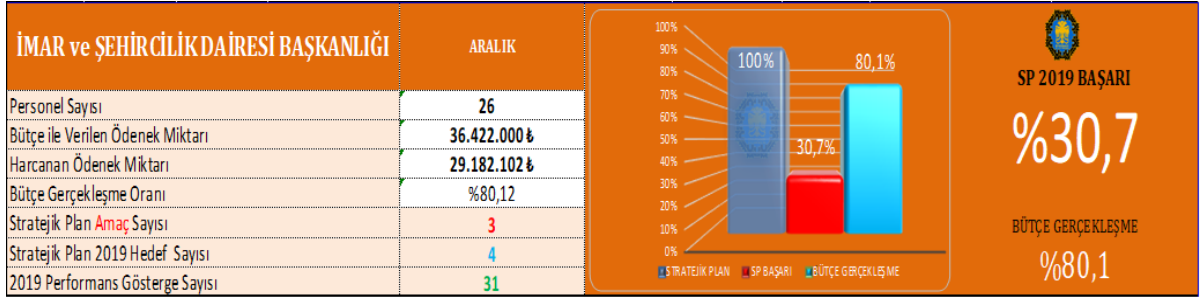 İMAR ve ŞEHİRCİLİK DAİRESİ BAŞKANLIĞI ARALIK
Personel Sayısı 26
Bütçe ile Verilen Ödenek Miktarı 36.422.000 ₺
Harcanan Ödenek Miktarı 29.182.102 ₺
Bütçe Gerçekleşme Oranı %80,12
Stratejik Plan Amaç Sayısı 3
Stratejik Plan 2019 Hedef Sayısı 4
2019 Performans Gösterge Sayısı 31
100%
90%
80%
70%
60%
50%
40%
30%
20%
10%
0%
100%
30,7%
80,1%
STRATEJİK PLAN SP BAŞARI BÜTÇE GERÇEKLEŞME
SP 2019 BAŞARI
%30,7
BÜTÇE GERÇEKLEŞME
%80,1